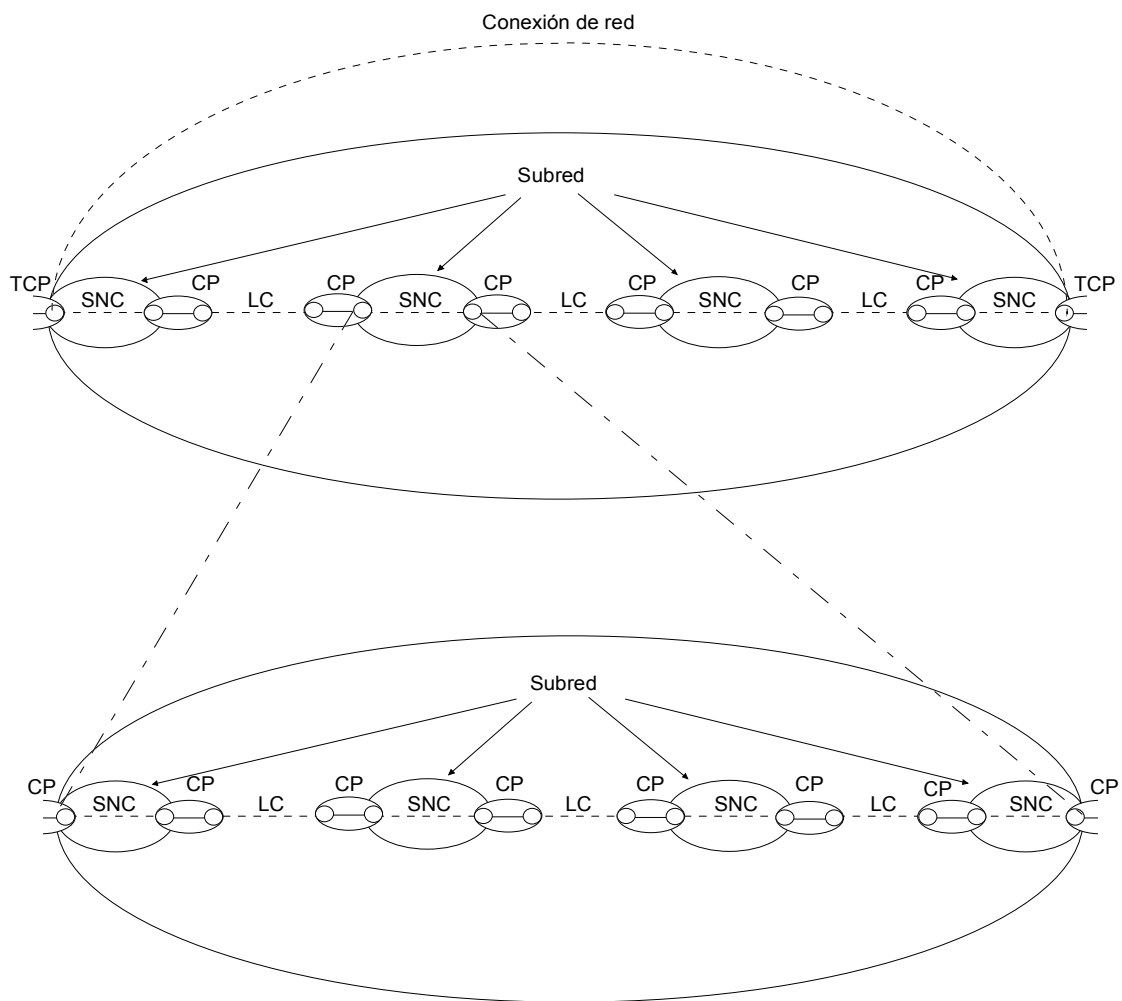 Conexión de red
Subred
TCP SNC CP LC CP SNC CP LC CP SNC CP LC CP SNC TCP
Subred
CP SNC CP LC CP SNC CP LC CP SNC CP LC CP SNC CP